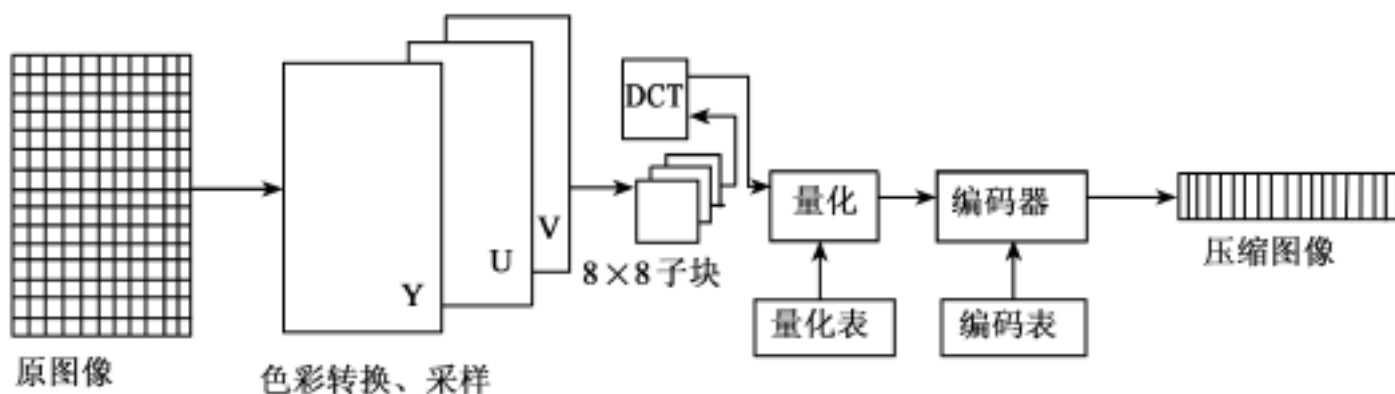 原图像
Y
U
V
色彩转换、采样
DCT
8×8子块
量化
量化表
编码器
编码表
压缩图像